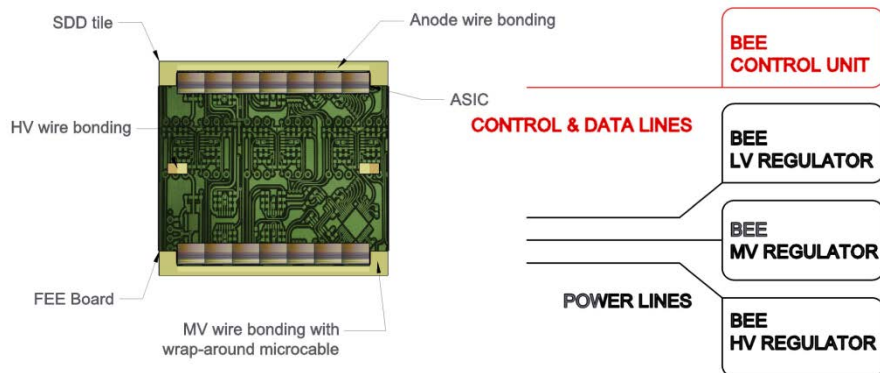 SDD tile
Anode wire bonding
HV wire bonding
ASIC
FEE Board
MV wire bonding with
wrap-around microcable
BEE
CONTROL UNIT
CONTROL & DATA LINES
BEE
LV REGULATOR
BEE
MV REGULATOR
POWER LINES
BEE
HV REGULATOR